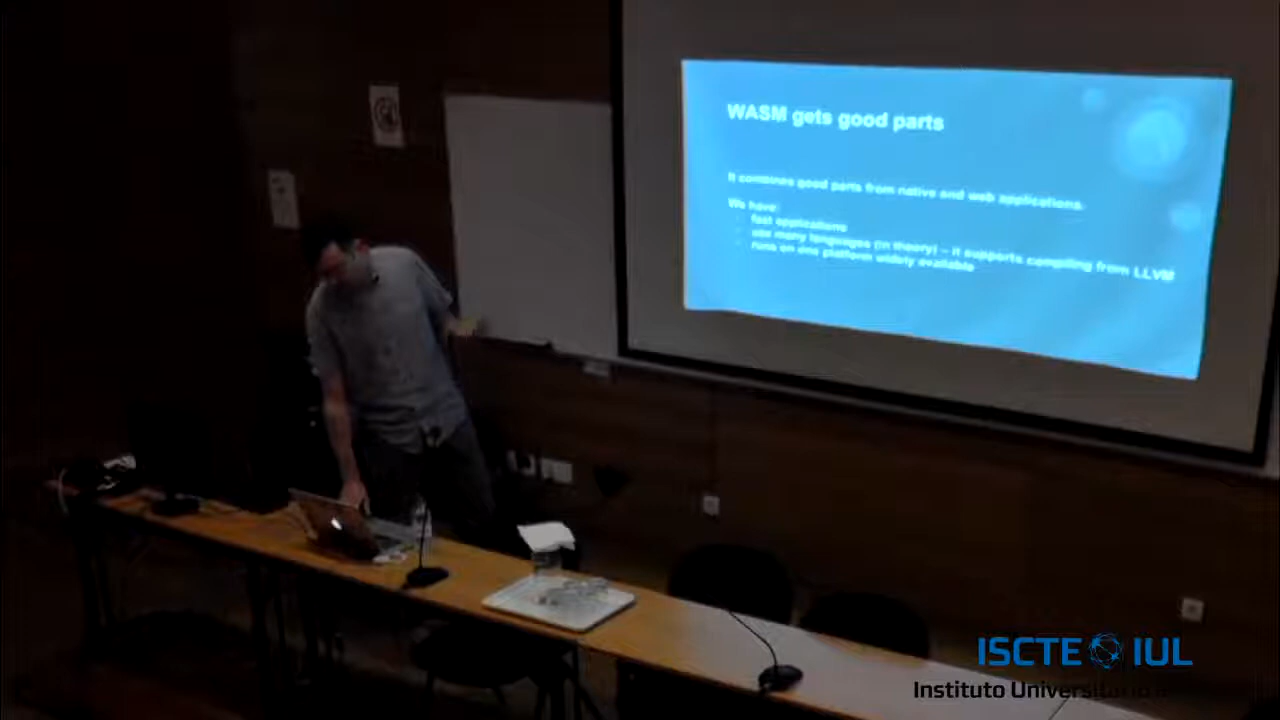 WASM gets good parts
It combines good parts from native and web applications.
We have:
fast applications
use many languages (in theory) – it supports compiling from LLVM
runs on one platform widely available
ISCTE IUL
Instituto Universitário